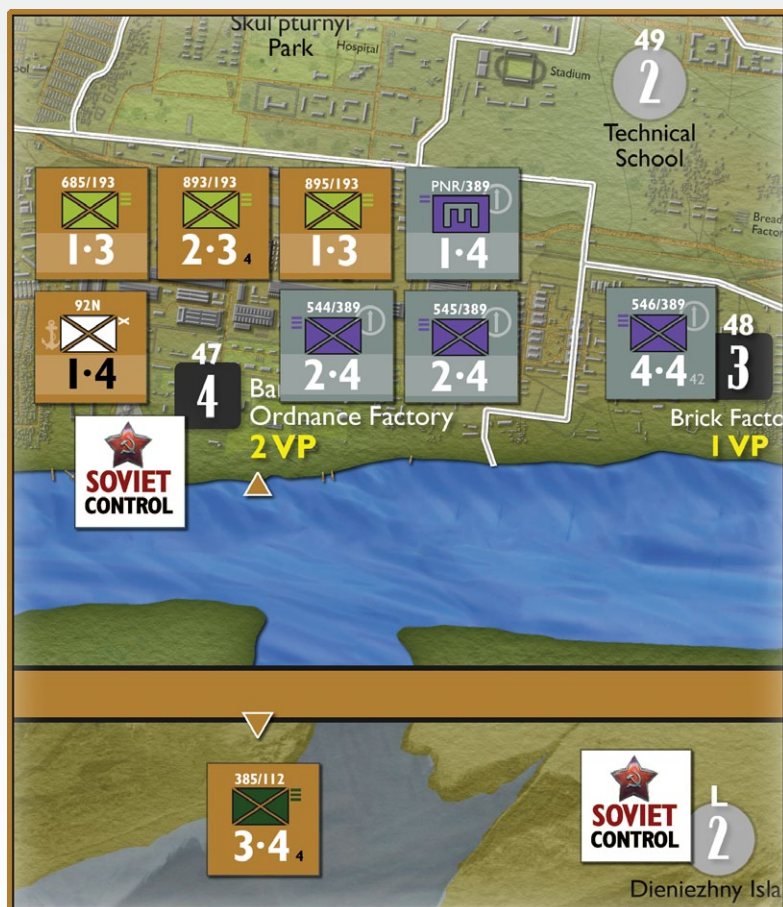 Skul'pturnyi
Park
Hospital
Stadium
49
2
Technical
School
685/193
1-3
893/193
2-3 4
895/193
1-3
PNR/389
1-4
92N
1-4
47
4
544/389
2-4
545/389
2-4
546/389
4-4 42
48
3
Ordnance Factory
2 VP
1 VP
SOVIET
CONTROL
385/112
3-4 4
SOVIET
CONTROL
L
2
Dieniezhny Isla
Brick Facto
Bread
Factor
Ba